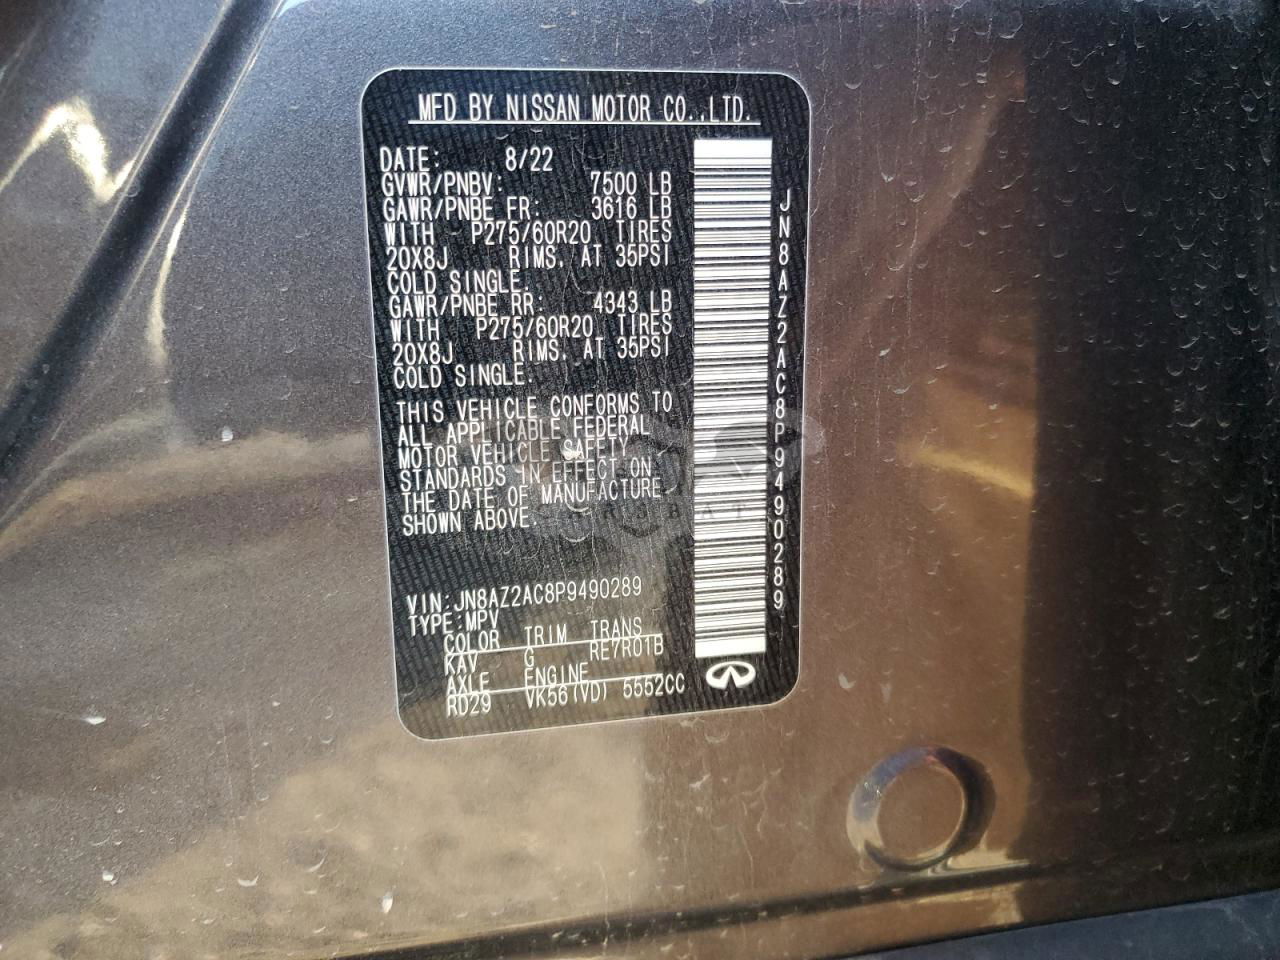 MFD BY NISSAN MOTOR CO.,LTD.
DATE: 8/22
GVWR/PNBV: 7500 LB
GAWR/PNBE FR: 3616 LB
WITH P275/60R20 TIRES
20X8J RIMS, AT 35PSI
COLD SINGLE.
GAWR/PNBE RR: 4343 LB
WITH P275/60R20 TIRES
20X8J RIMS, AT 35PSI
COLD SINGLE.
THIS VEHICLE CONFORMS TO
ALL APPLICABLE FEDERAL
MOTOR VEHICLE SAFETY
STANDARDS IN EFFECT ON
THE DATE OF MANUFACTURE
SHOWN ABOVE.
VIN:JN8AZ2AC8P9490289
TYPE:MPV
COLOR TRIM TRANS
KAV G RE7R01B
AXLE ENGINE
RD29 VK56(VD) 5552CC
JN8AZ2AC8P9490289